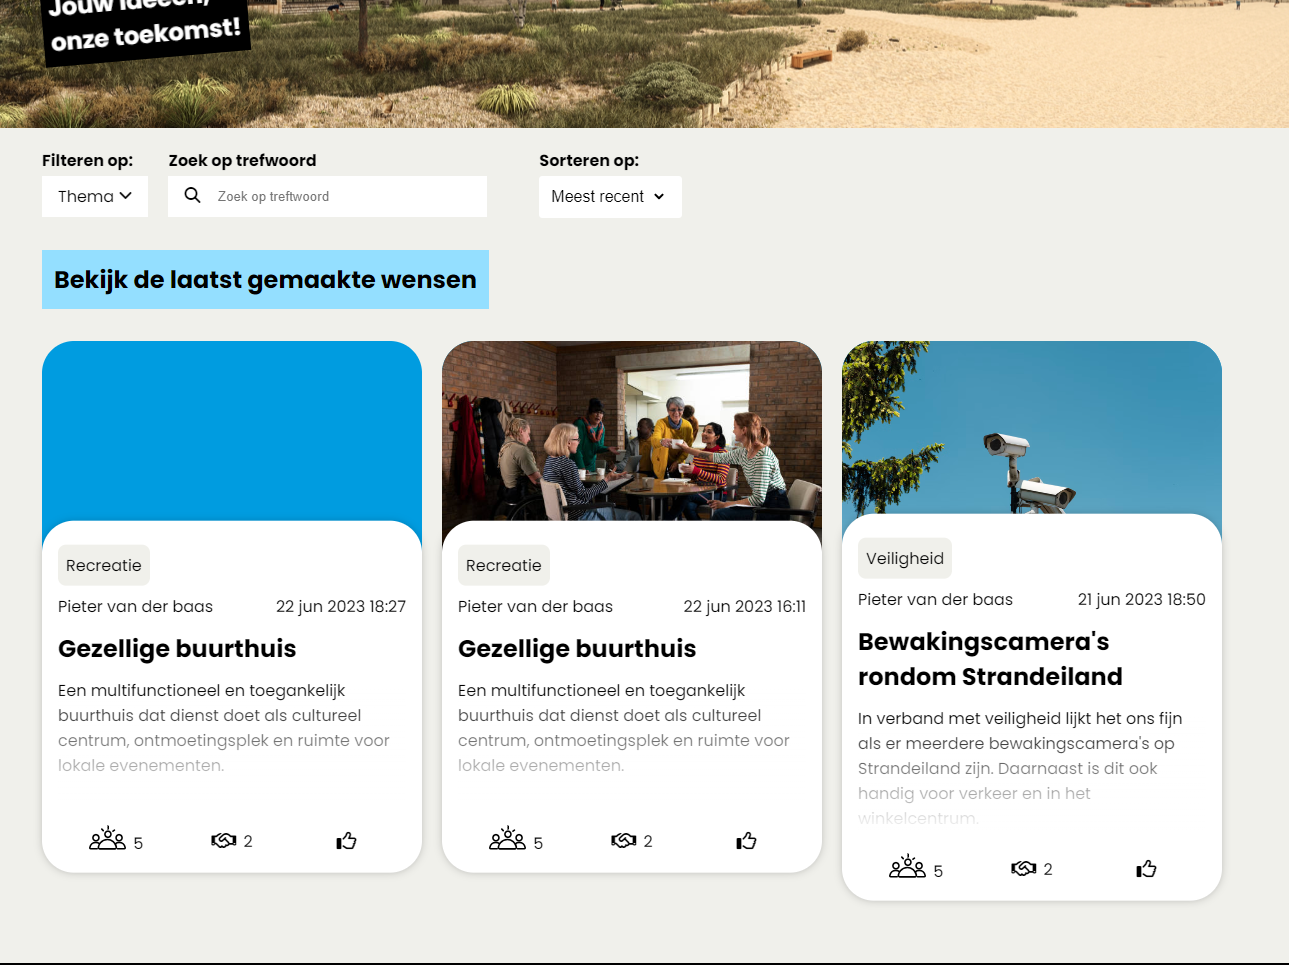 Jouw ideeën,
onze toekomst!
Filteren op:
Zoek op trefwoord
Sorteren op:
Thema
Zoek op treftwoord
Meest recent
Bekijk de laatst gemaakte wensen
Recreatie
Pieter van der baas
22 jun 2023 18:27
Gezellige buurthuis
Een multifunctioneel en toegankelijk
buurthuis dat dienst doet als cultureel
centrum, ontmoetingsplek en ruimte voor
lokale evenementen.
5
2
Recreatie
Pieter van der baas
22 jun 2023 16:11
Gezellige buurthuis
Een multifunctioneel en toegankelijk
buurthuis dat dienst doet als cultureel
centrum, ontmoetingsplek en ruimte voor
lokale evenementen.
5
2
Veiligheid
Pieter van der baas
21 jun 2023 18:50
Bewakingscamera's
rondom Strandeiland
In verband met veiligheid lijkt het ons fijn
als er meerdere bewakingscamera's op
Strandeiland zijn. Daarnaast is dit ook
handig voor verkeer en in het
winkelcentrum.
5
2